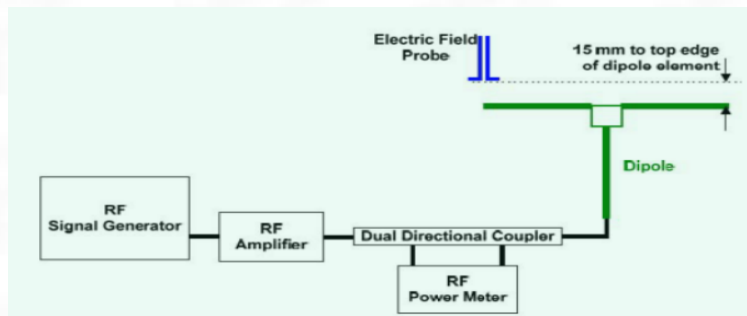 Electric Field
Probe
15 mm to top edge
of dipole element
Dipole
RF
Signal Generator
RF
Amplifier
Dual Directional Coupler
RF
Power Meter